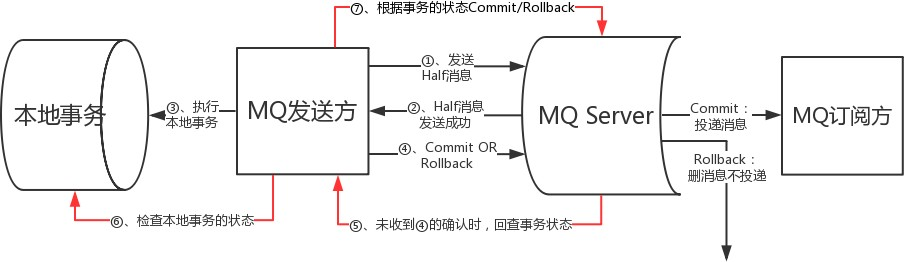 ⑦、根据事务的状态Commit/Rollback
①、发送
Half消息
本地事务
③、执行
本地事务
MQ发送方
②、Half消息
发送成功
MQ Server
Commit：
投递消息
MQ订阅方
④、Commit OR
Rollback
Rollback：
删消息不投递
⑥、检查本地事务的状态
⑤、未收到④的确认时，回查事务状态